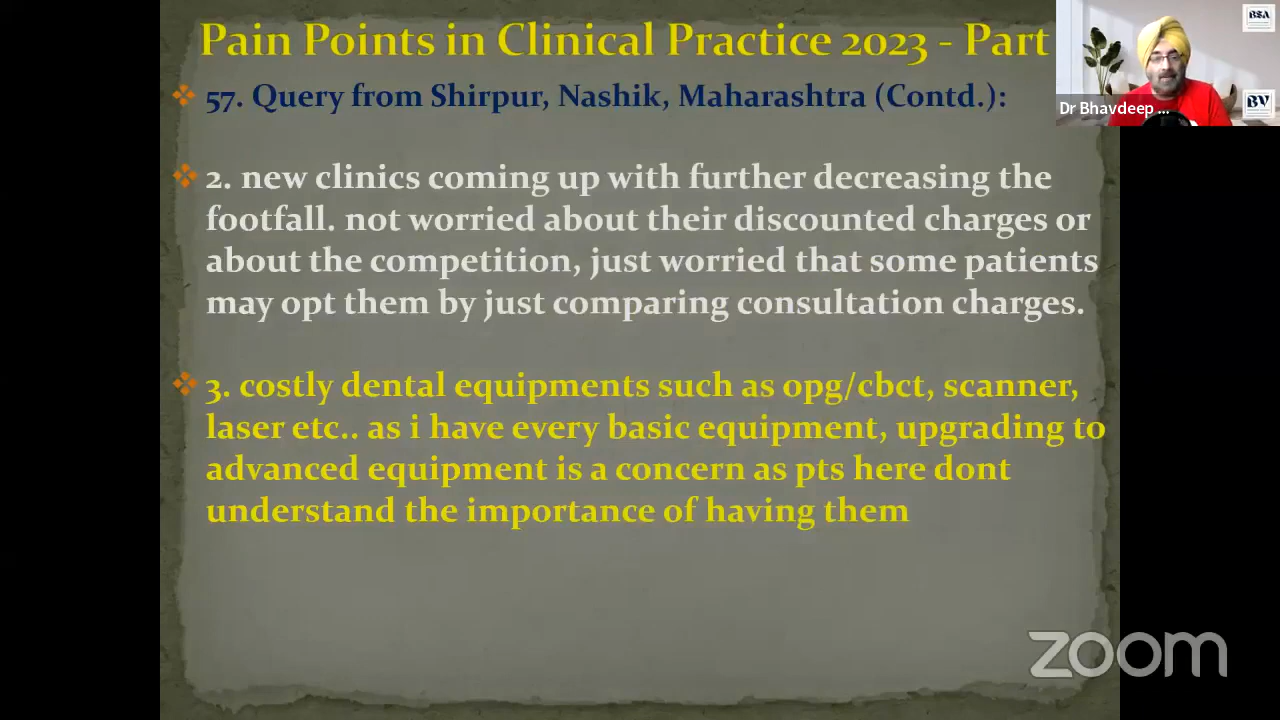 Pain Points in Clinical Practice 2023 - Part
57. Query from Shirpur, Nashik, Maharashtra (Contd.):
2. new clinics coming up with further decreasing the
footfall. not worried about their discounted charges or
about the competition, just worried that some patients
may opt them by just comparing consultation charges.
3. costly dental equipments such as opg/cbct, scanner,
laser etc.. as i have every basic equipment, upgrading to
advanced equipment is a concern as pts here dont
understand the importance of having them
B&A
Dr Bhavdeep ...
BV
zoom